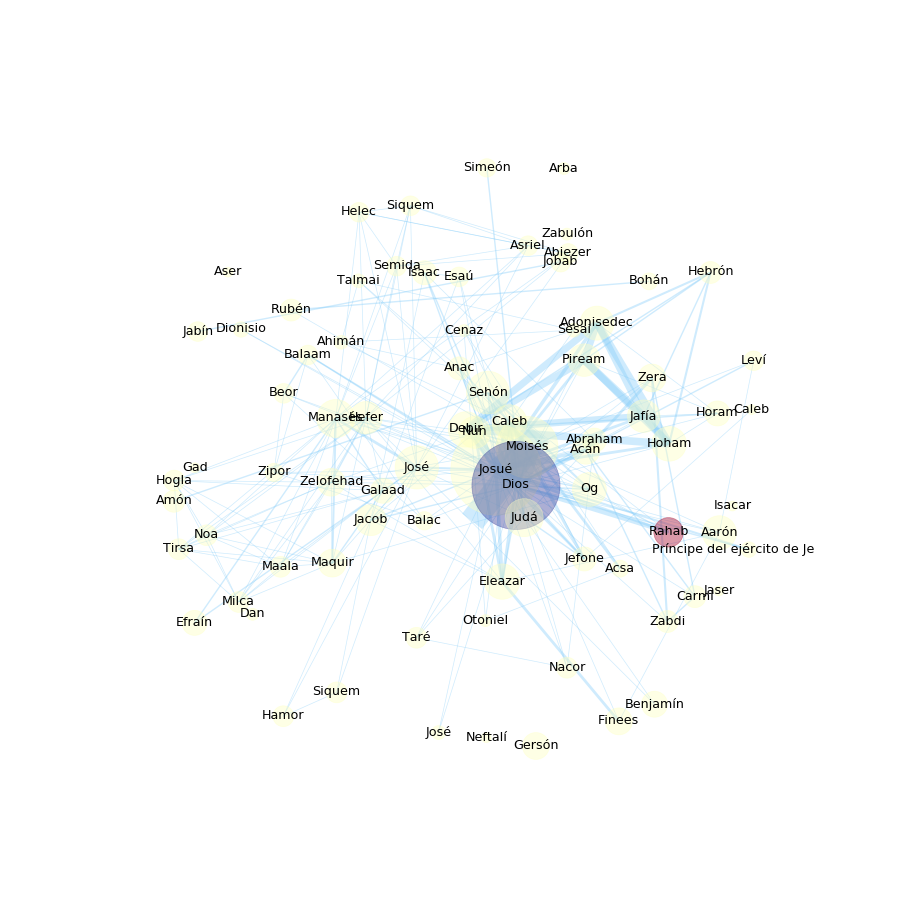 Simeón
Arba
Helec
Siquem
Zabulón
Asriel
Abiezer
Jobab
Semida
Isaac
Esaú
Aser
Talmai
Bohán
Hebrón
Rubén
Adonisedec
Sesai
Jabín
Dionisio
Cenaz
Ahimán
Balaam
Piream
Leví
Anac
Zera
Beor
Sehón
Manasés
Hefer
Caleb
Jafía
Horam
Caleb
Debir
Nun
Abraham
Acán
Hoham
Moisés
Gad
Hogla
Zipor
José
Josué
Zelofehad
Galaad
Dios
Og
Amón
Isacar
Jacob
Balac
Judá
Rahab
Aarón
Noa
Tirsa
Príncipe del ejército de Je
Maala
Maquir
Jefone
Acsa
Eleazar
Milca
Dan
Carmi
Jaser
Efraín
Otoniel
Zabdi
Taré
Nacor
Siquem
Benjamín
Hamor
Finees
José
Neftalí
Gersón